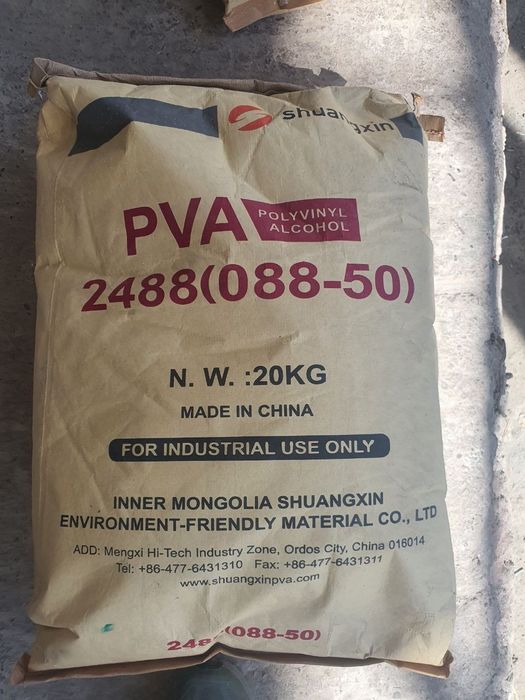 shuangxin
PVA POLYVINYL
ALCOHOL
2488(088-50)
N. W. :20KG
MADE IN CHINA
FOR INDUSTRIAL USE ONLY
INNER MONGOLIA SHUANGXIN
ENVIRONMENT-FRIENDLY MATERIAL CO., LTD
ADD: Mengxi Hi-Tech Industry Zone, Ordos City, China 016014
Tel: +86-477-6431310 Fax: +86-477-6431311
www.shuangxinpva.com
2488(088-50)